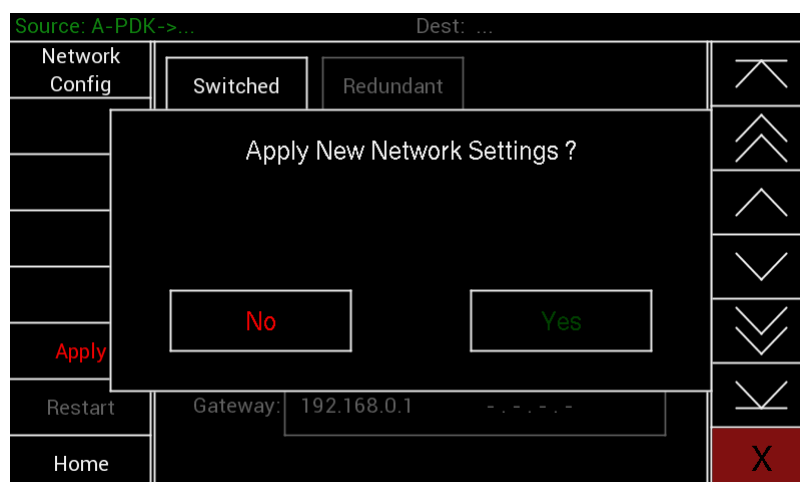 Source: A-PDK->... Dest: ...
Network
Config
Switched Redundant
Apply New Network Settings ?
No Yes
Apply
Gateway: 192.168.0.1 - . - . - . -
Restart
Home
X